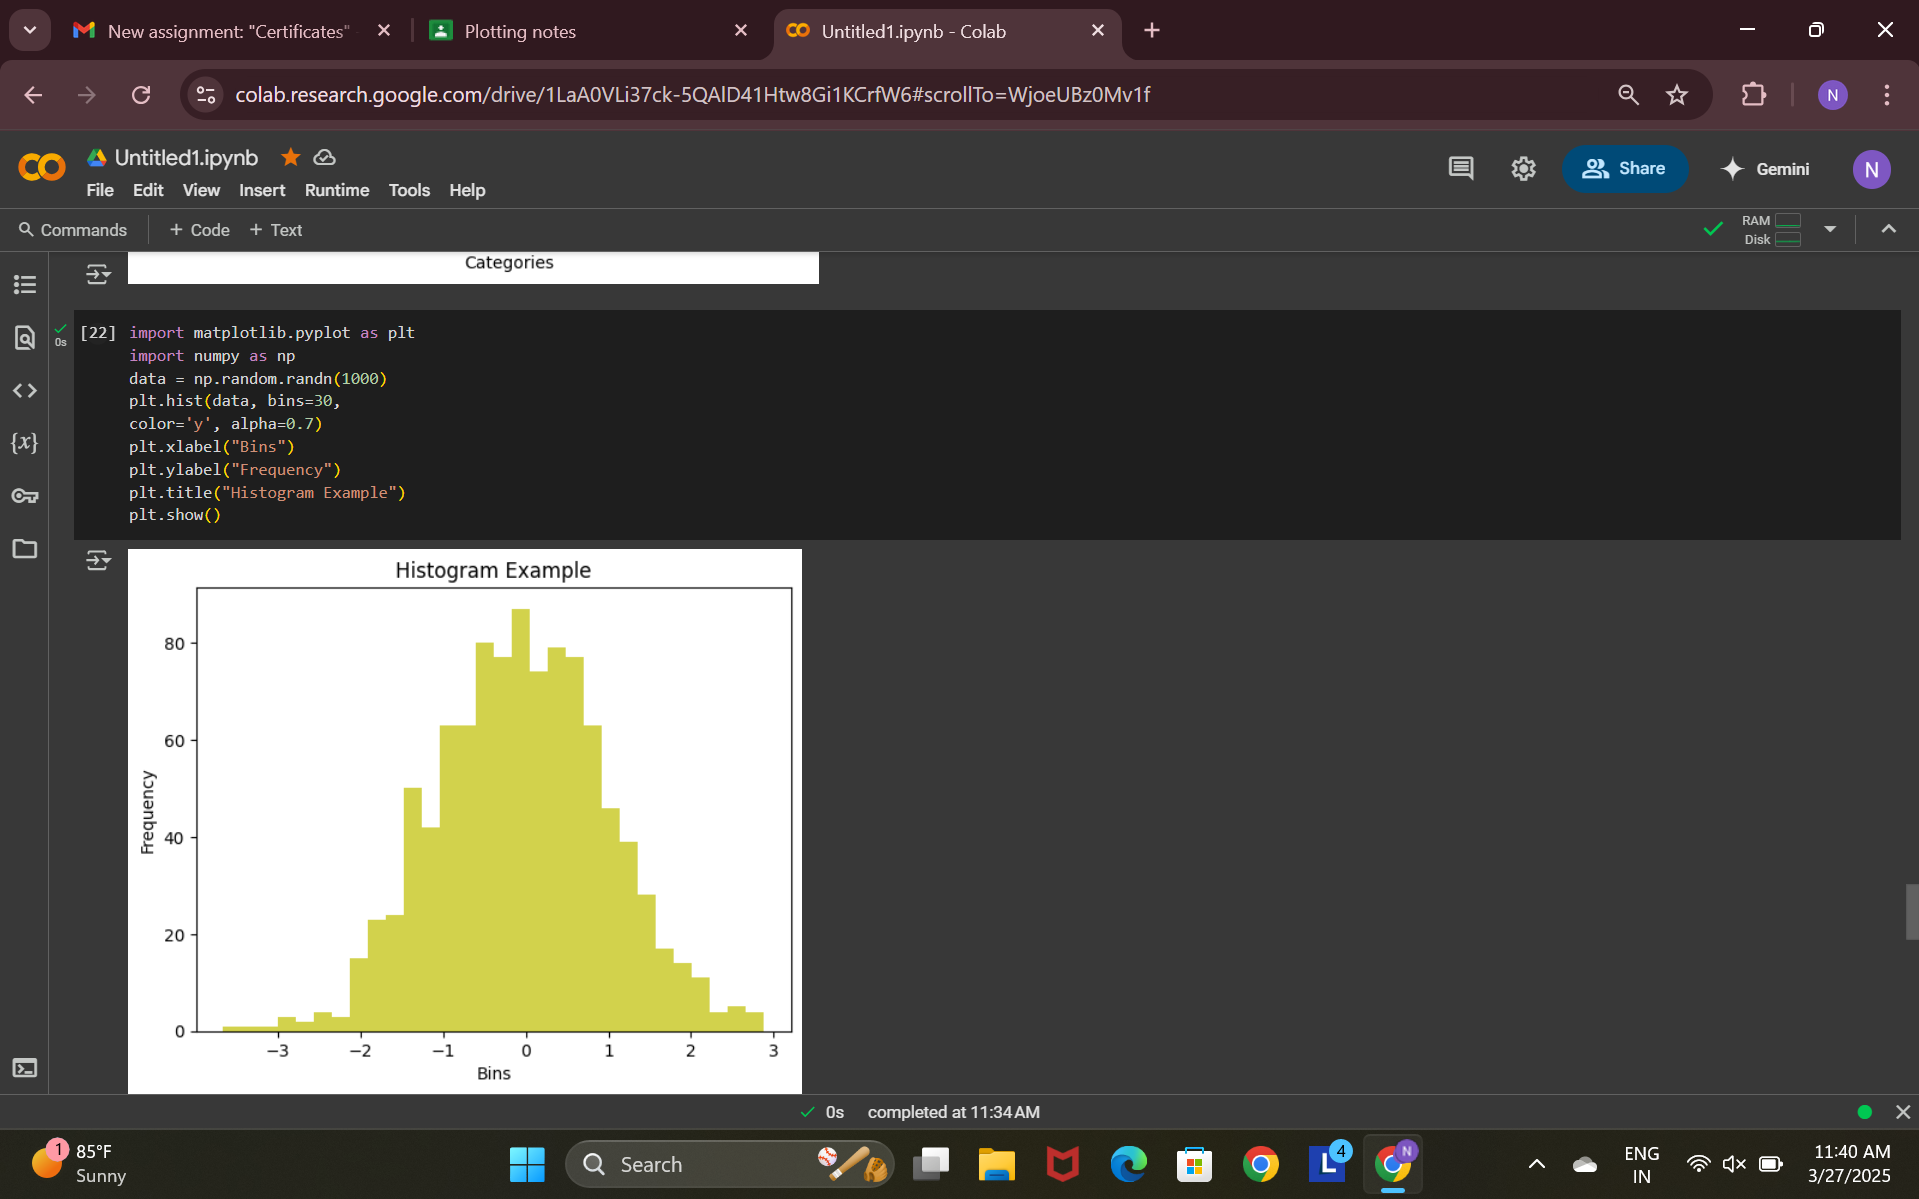 New assignment: "Certificates"
Plotting notes
Untitled1.ipynb - Colab
colab.research.google.com/drive/1LaA0VLi37ck-5QAlD41Htw8Gi1KCrfW6#scrollTo=WjoeUBz0Mv1f
N
Untitled1.ipynb
File Edit View Insert Runtime Tools Help
Share
Gemini
N
Commands
+ Code + Text
RAM
Disk
Categories
0s
[22] import matplotlib.pyplot as plt
import numpy as np
data = np.random.randn(1000)
plt.hist(data, bins=30,
color='y', alpha=0.7)
plt.xlabel("Bins")
plt.ylabel("Frequency")
plt.title("Histogram Example")
plt.show()
{x}
Histogram Example
80
60
40
20
0
Frequency
−3 −2 −1 0 1 2 3
Bins
0s completed at 11:34 AM
1
85°F
Sunny
Search
L
4
N
ENG
IN
11:40 AM
3/27/2025